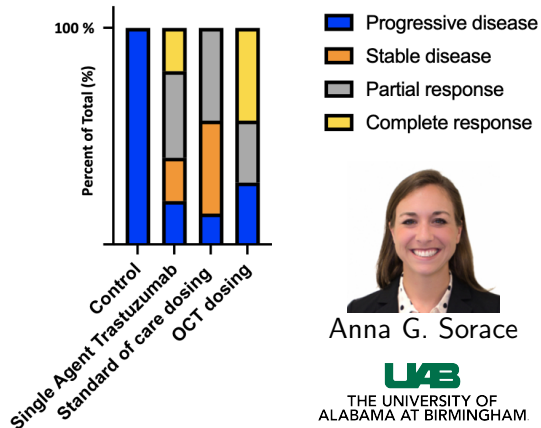 100 %
Percent of Total (%)
Control
Single Agent Trastuzumab
Standard of care dosing
OCT dosing
Progressive disease
Stable disease
Partial response
Complete response
Anna G. Sorace
UAB
THE UNIVERSITY OF
ALABAMA AT BIRMINGHAM